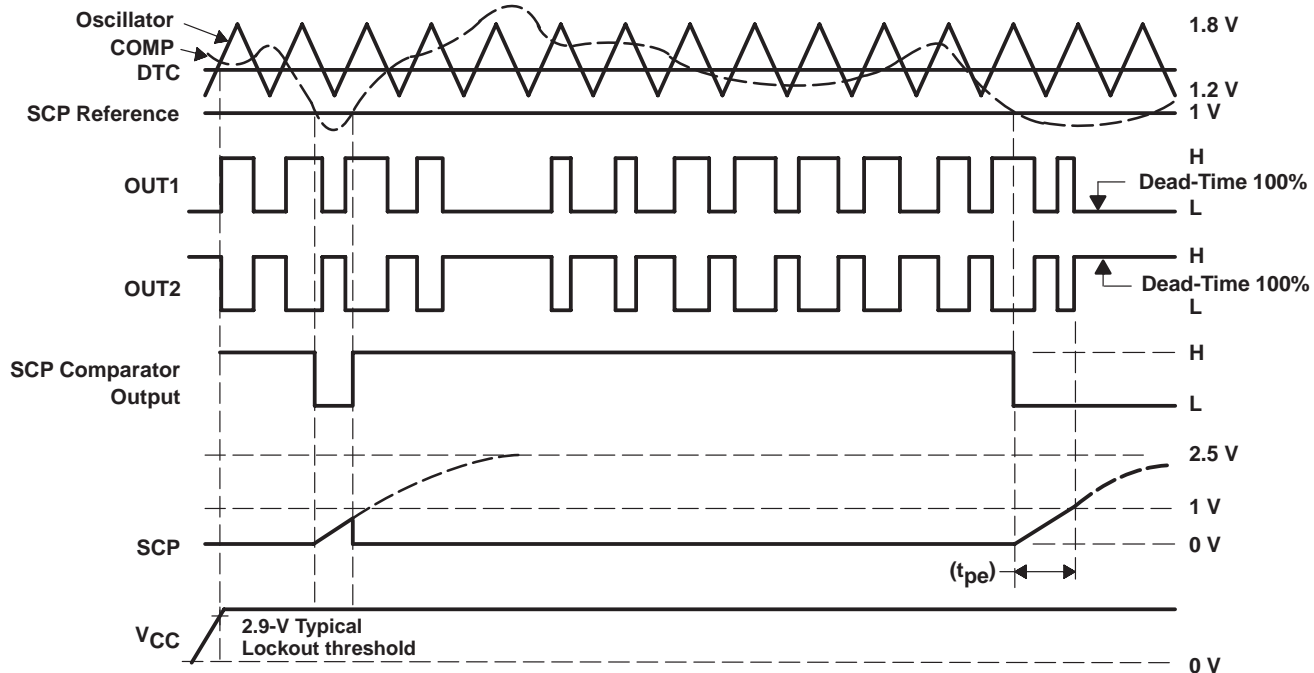 Oscillator
1.8 V
COMP
DTC
1.2 V
SCP Reference
1 V
H
OUT1
Dead-Time 100%
L
H
OUT2
Dead-Time 100%
L
H
SCP Comparator
Output
L
2.5 V
1 V
SCP
0 V
(tpe)
VCC
2.9-V Typical
Lockout threshold
0 V